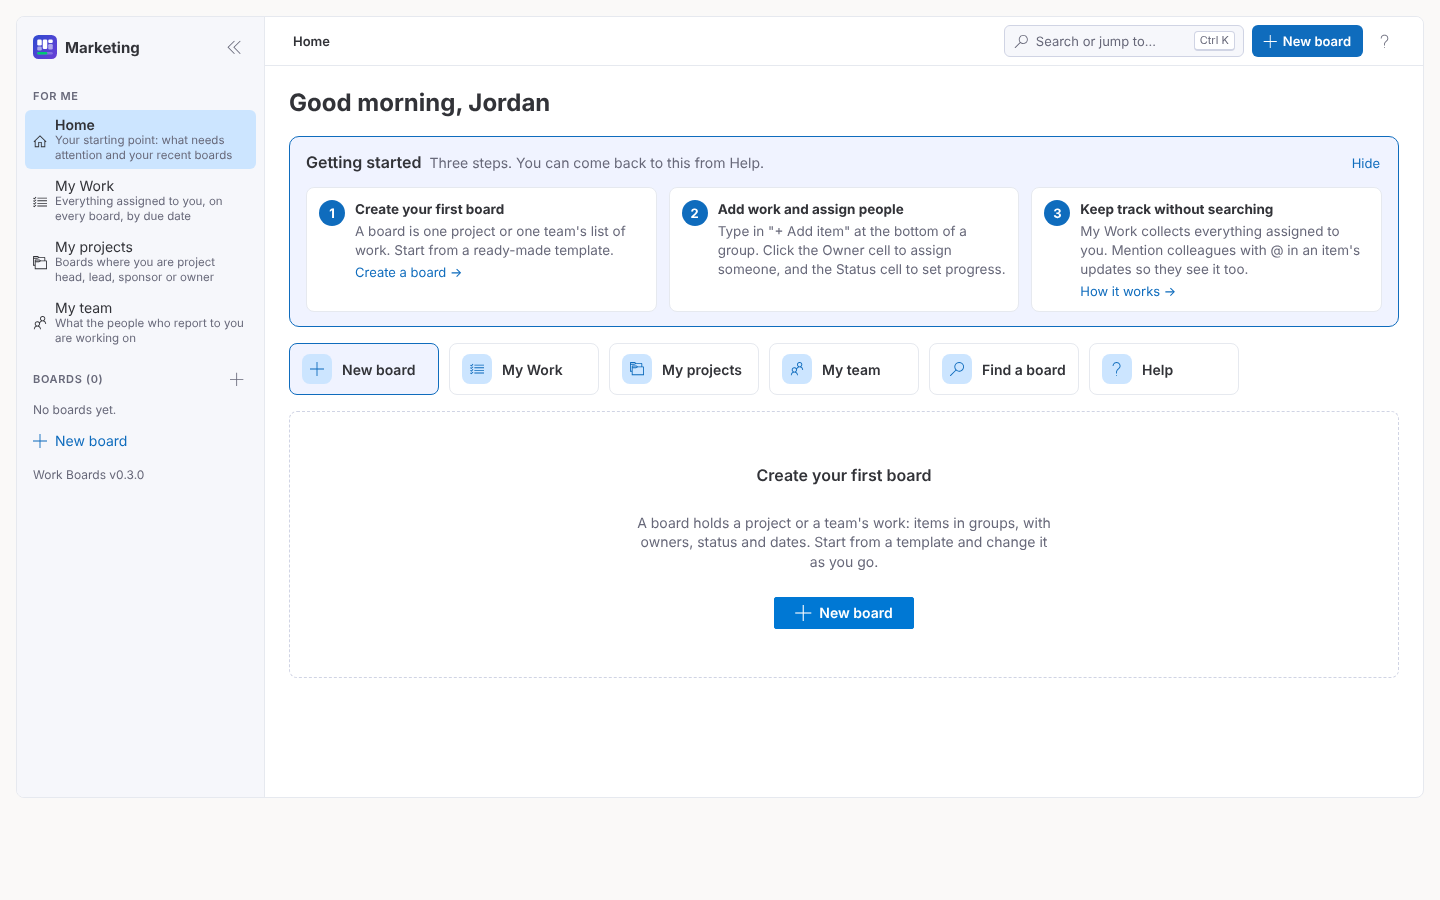 Marketing
FOR ME
Home
Your starting point: what needs
attention and your recent boards
My Work
Everything assigned to you, on
every board, by due date
My projects
Boards where you are project
head, lead, sponsor or owner
My team
What the people who report to you
are working on
BOARDS (0)
No boards yet.
New board
Work Boards v0.3.0
Home
Search or jump to...
Ctrl K
New board
?
Good morning, Jordan
Getting started Three steps. You can come back to this from Help.
Hide
1
Create your first board
A board is one project or one team's list of
work. Start from a ready-made template.
Create a board →
2
Add work and assign people
Type in "+ Add item" at the bottom of a
group. Click the Owner cell to assign
someone, and the Status cell to set progress.
3
Keep track without searching
My Work collects everything assigned to
you. Mention colleagues with @ in an item's
updates so they see it too.
How it works →
New board
My Work
My projects
My team
Find a board
? Help
Create your first board
A board holds a project or a team's work: items in groups, with
owners, status and dates. Start from a template and change it
as you go.
New board